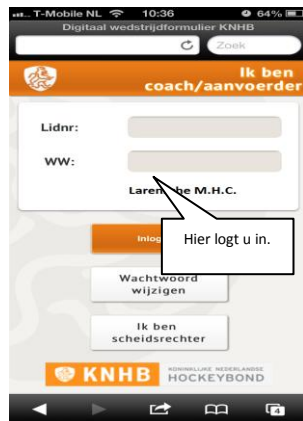 T-Mobile NL 10:36 64%
Digitaal wedstrijdformulier KNHB
Zoek
Ik ben
coach/aanvoerder
Lidnr:
WW:
M.H.C.
Hier logt u in.
Wachtwoord
wijzigen
Ik ben
scheidsrechter
KNHB KONINKLIJKE NEDERLANDSE
HOCKEYBOND
4